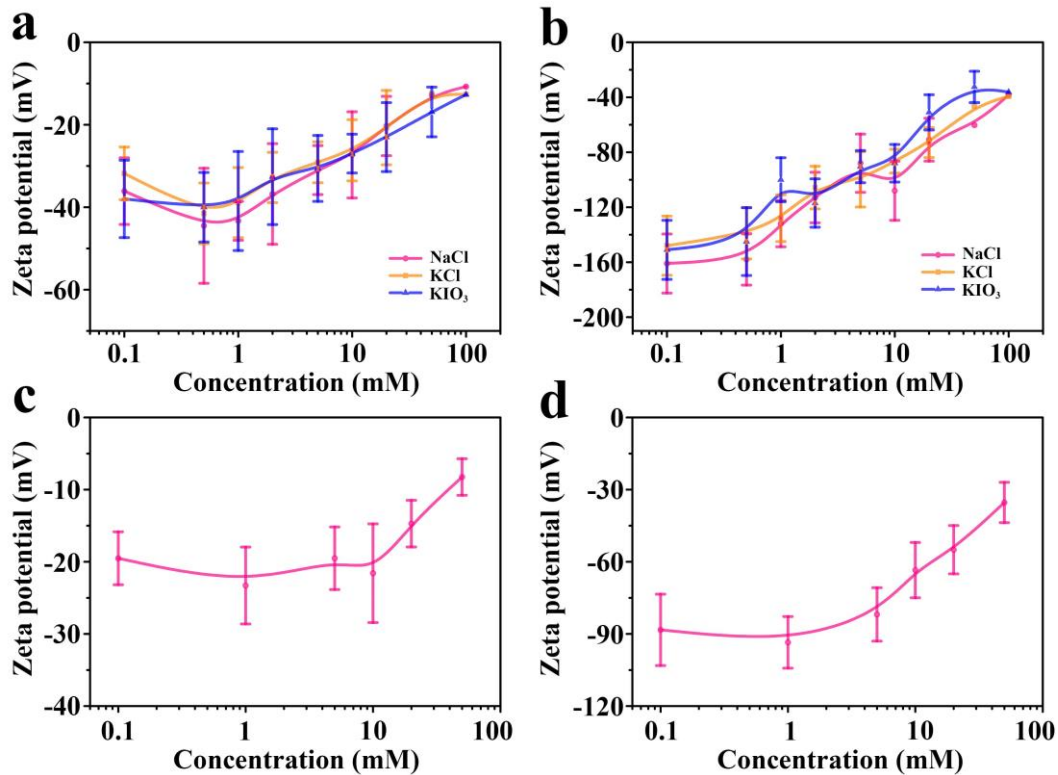 a
0
-20
-40
-60
Zeta potential (mV)
NaCl
KCl
KIO₃
0.1
1
10
100
Concentration (mM)
b
0
-40
-80
-120
-160
-200
Zeta potential (mV)
NaCl
KCl
KIO₃
0.1
1
10
100
Concentration (mM)
c
0
-10
-20
-30
-40
Zeta potential (mV)
0.1
1
10
100
Concentration (mM)
d
0
-30
-60
-90
-120
Zeta potential (mV)
0.1
1
10
100
Concentration (mM)